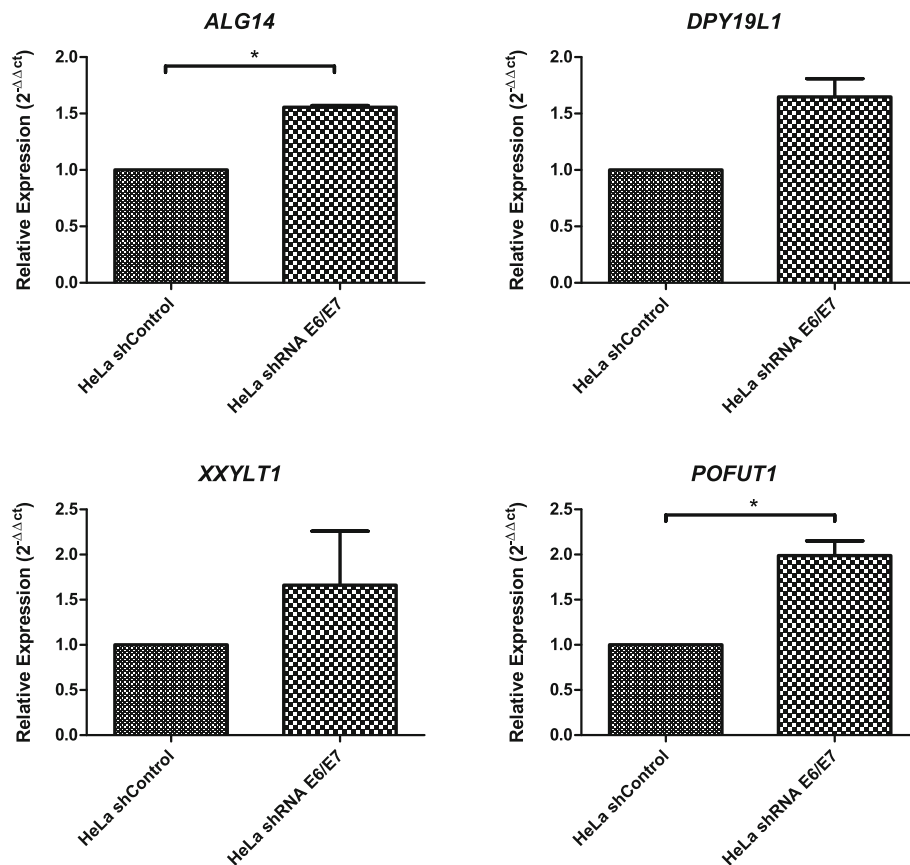 ALG14
*
Relative Expression (2^-ΔΔct)
2.0
1.5
1.0
0.5
0.0
HeLa shControl
HeLa shRNA E6/E7
DPY19L1
Relative Expression (2^-ΔΔct)
2.0
1.5
1.0
0.5
0.0
HeLa shControl
HeLa shRNA E6/E7
XXYLT1
Relative Expression (2^-ΔΔct)
2.5
2.0
1.5
1.0
0.5
0.0
HeLa shControl
HeLa shRNA E6/E7
POFUT1
*
Relative Expression (2^-ΔΔct)
2.5
2.0
1.5
1.0
0.5
0.0
HeLa shControl
HeLa shRNA E6/E7